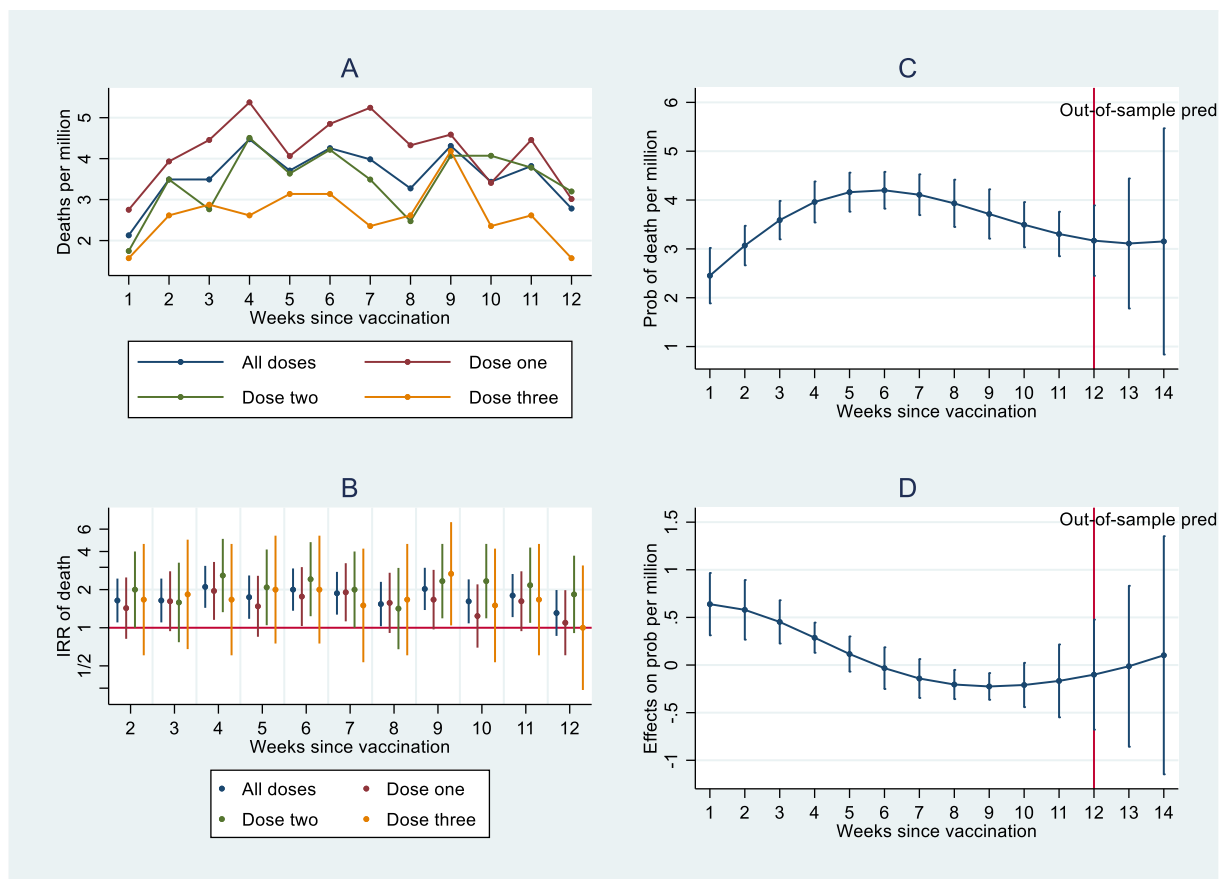 A
Deaths per million
5
4
3
2
1 2 3 4 5 6 7 8 9 10 11 12
Weeks since vaccination
All doses Dose one
Dose two Dose three
B
IRR of death
6
4
2
1
1/2
2 3 4 5 6 7 8 9 10 11 12
Weeks since vaccination
All doses Dose one
Dose two Dose three
C
Out-of-sample pred
Prob of death per million
6
5
4
3
2
1
1 2 3 4 5 6 7 8 9 10 11 12 13 14
Weeks since vaccination
D
Out-of-sample pred
Effects on prob per million
1.5
1
.5
0
-.5
-1
1 2 3 4 5 6 7 8 9 10 11 12 13 14
Weeks since vaccination